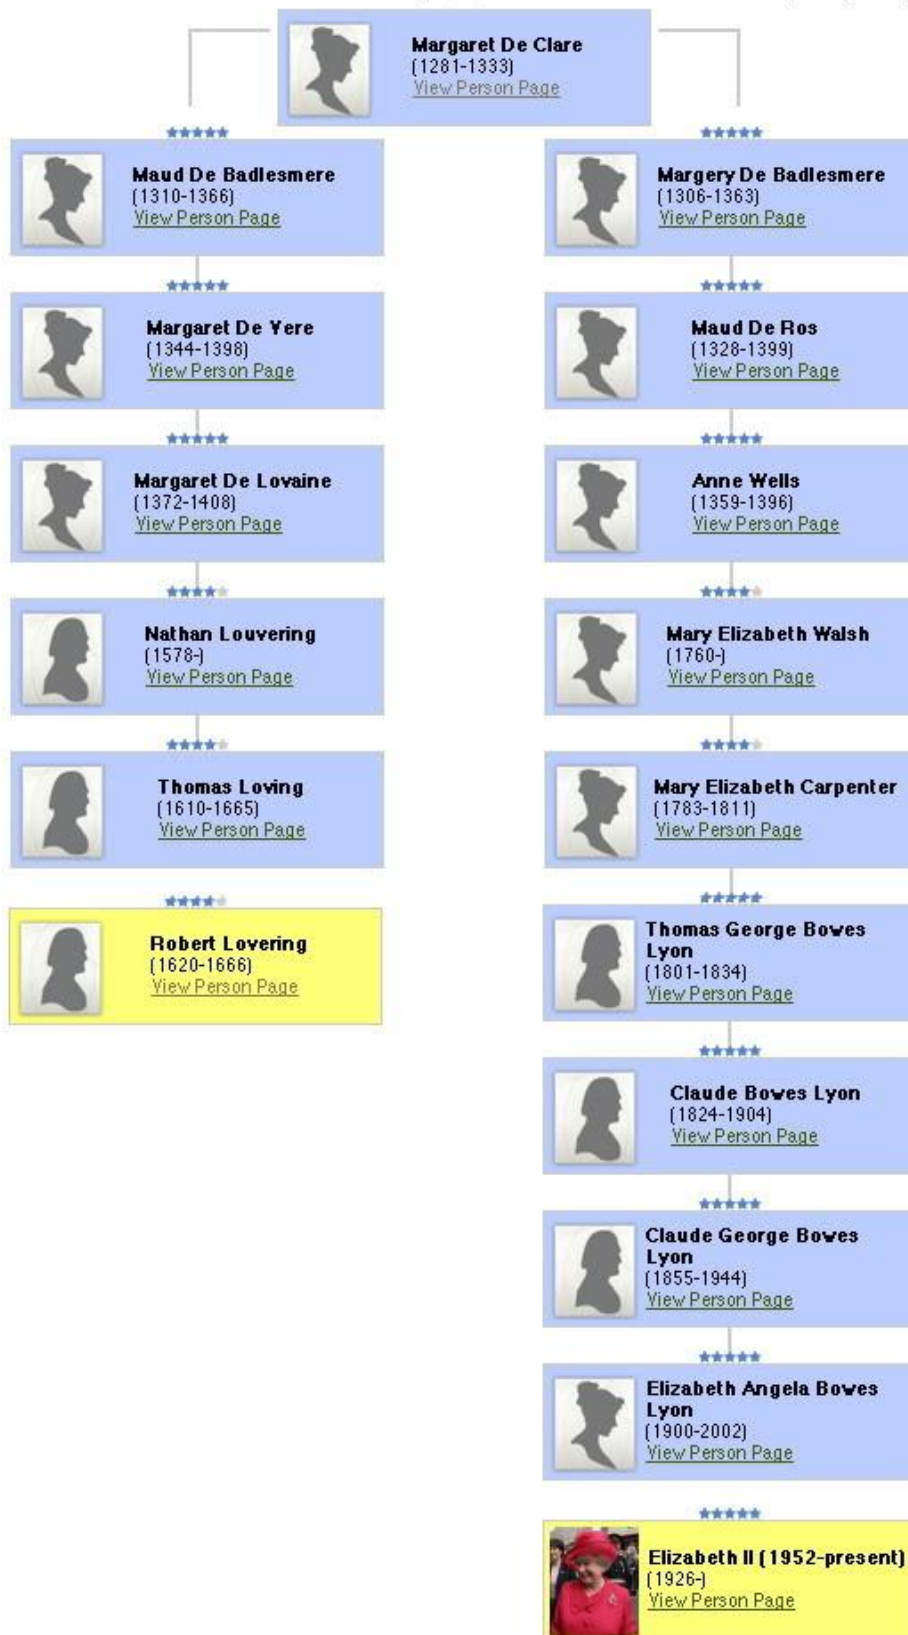 Margaret De Clare
(1281-1333)
View Person Page
Maud De Badlesmere
(1310-1366)
View Person Page
Margaret De Vere
(1344-1398)
View Person Page
Margaret De Lovaine
(1372-1408)
View Person Page
Nathan Louvering
(1578-)
View Person Page
Thomas Loving
(1610-1665)
View Person Page
Robert Lovering
(1620-1666)
View Person Page
Margery De Badlesmere
(1306-1363)
View Person Page
Maud De Ros
(1328-1399)
View Person Page
Anne Wells
(1359-1396)
View Person Page
Mary Elizabeth Walsh
(1760-)
View Person Page
Mary Elizabeth Carpenter
(1783-1811)
View Person Page
Thomas George Bowes
Lyon
(1801-1834)
View Person Page
Claude Bowes Lyon
(1824-1904)
View Person Page
Claude George Bowes
Lyon
(1855-1944)
View Person Page
Elizabeth Angela Bowes
Lyon
(1900-2002)
View Person Page
Elizabeth II (1952-present)
(1926-)
View Person Page